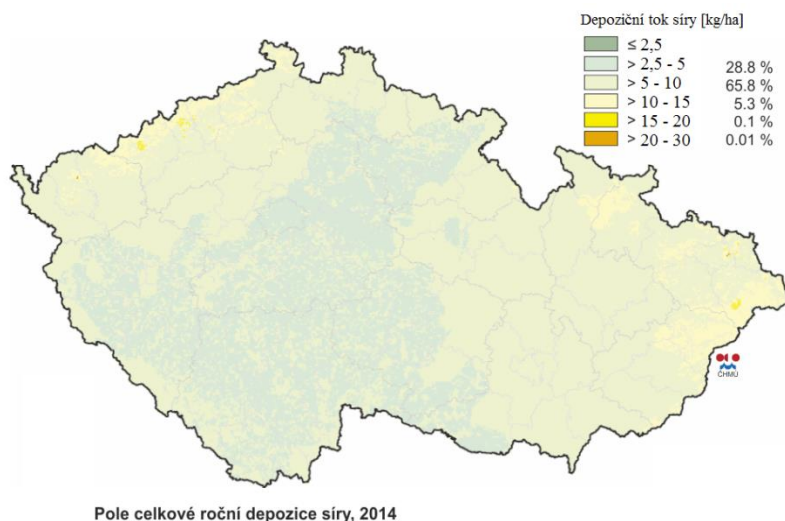 Depoziční tok síry [kg/ha]
≤ 2,5
> 2,5 - 5 28.8 %
> 5 - 10 65.8 %
> 10 - 15 5.3 %
> 15 - 20 0.1 %
> 20 - 30 0.01 %
ČHMÚ
Pole celkové roční depozice síry, 2014